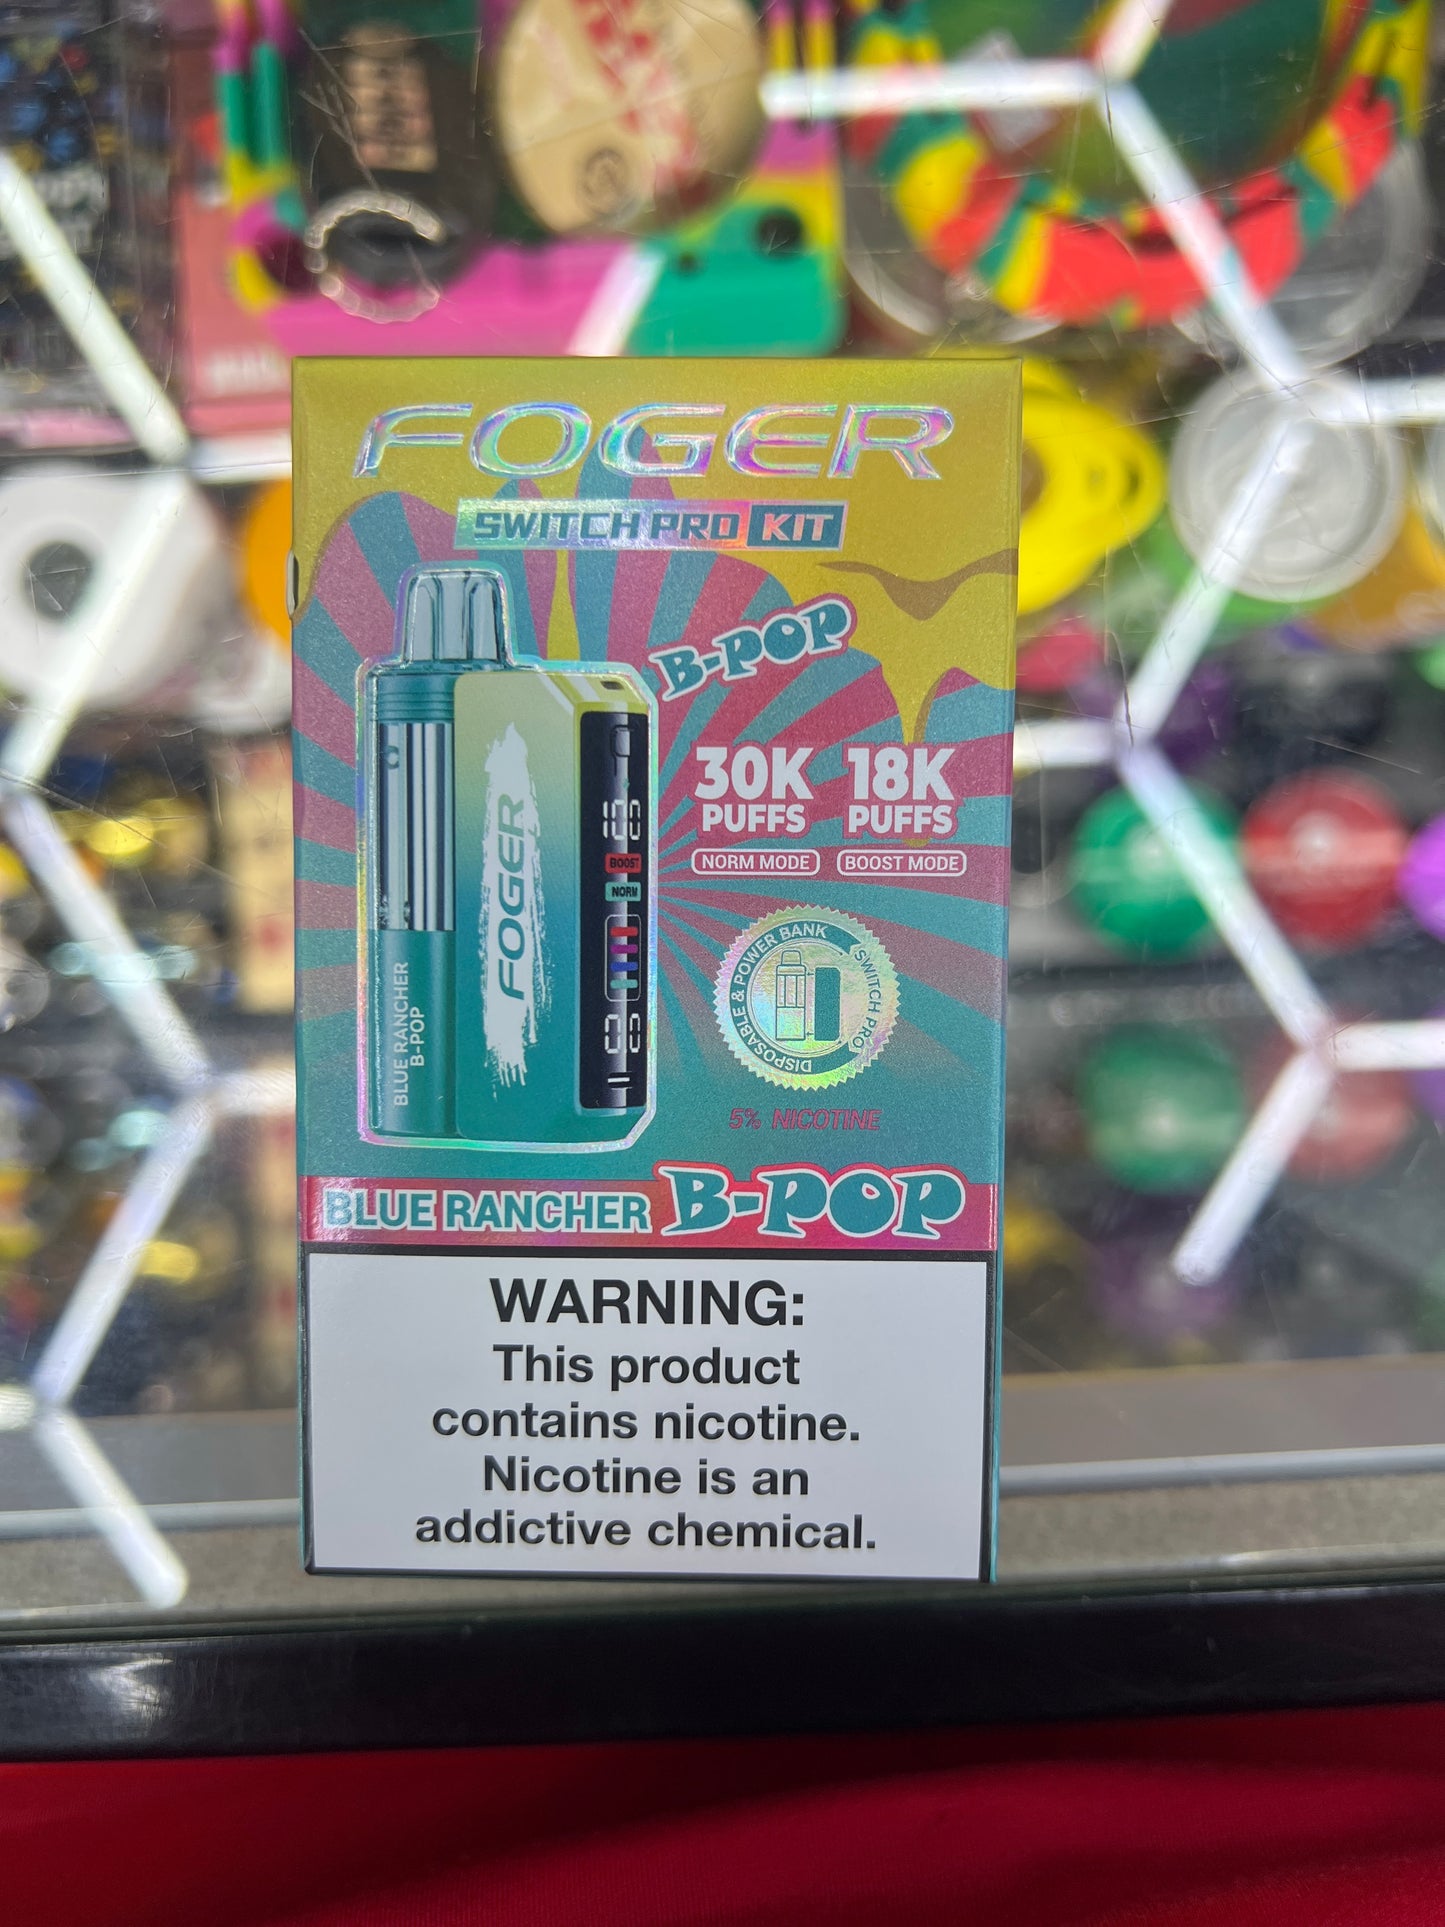 FOGER
SWITCH PRO KIT
B-POP
30K
PUFFS
NORM MODE
18K
PUFFS
BOOST MODE
FOGER
BOOST
NORM
BLUE RANCHER
B-POP
DISPOSABLE & POWER BANK
SWITCH PRO
5% NICOTINE
BLUE RANCHER B-POP
WARNING:
This product
contains nicotine.
Nicotine is an
addictive chemical.